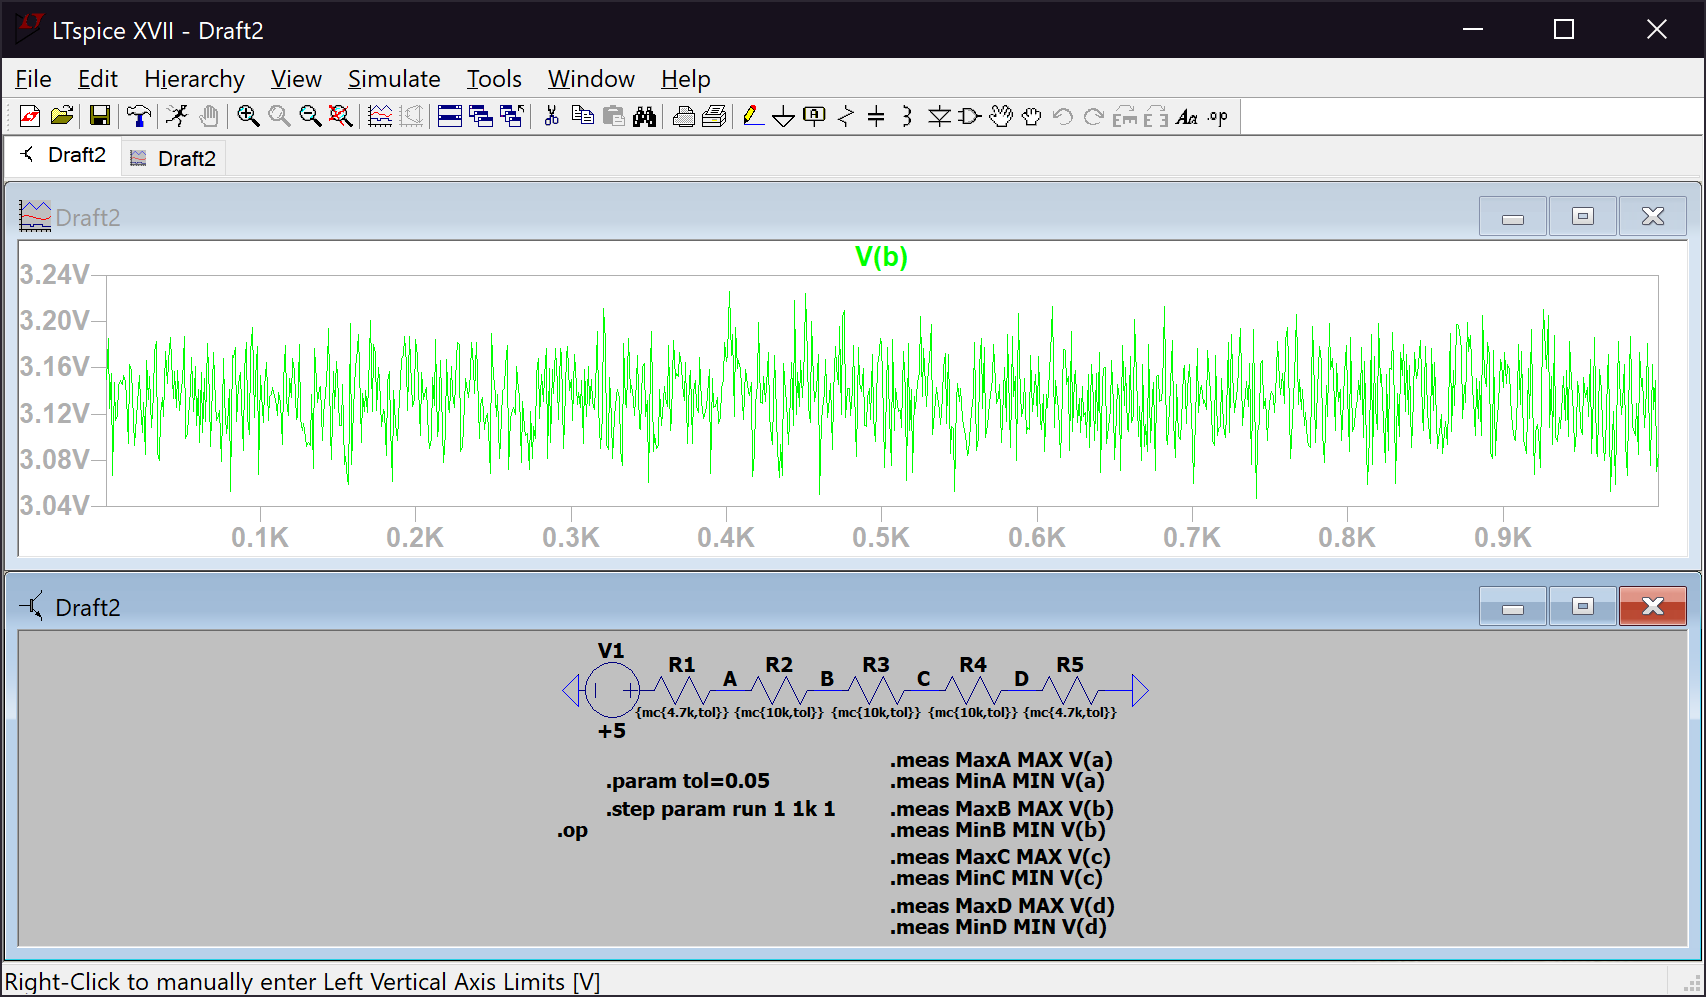 LTspice XVII - Draft2
File Edit Hierarchy View Simulate Tools Window Help
Draft2 Draft2
Draft2
V(b)
3.24V
3.20V
3.16V
3.12V
3.08V
3.04V
0.1K 0.2K 0.3K 0.4K 0.5K 0.6K 0.7K 0.8K 0.9K
Draft2
V1
R1 R2 R3 R4 R5
A B C D
{mc{4.7k,tol}} {mc{10k,tol}} {mc{10k,tol}} {mc{10k,tol}} {mc{4.7k,tol}}
+5
.meas MaxA MAX V(a)
.param tol=0.05 .meas MinA MIN V(a)
.step param run 1 1k 1 .meas MaxB MAX V(b)
.op .meas MinB MIN V(b)
.meas MaxC MAX V(c)
.meas MinC MIN V(c)
.meas MaxD MAX V(d)
.meas MinD MIN V(d)
Right-Click to manually enter Left Vertical Axis Limits [V]